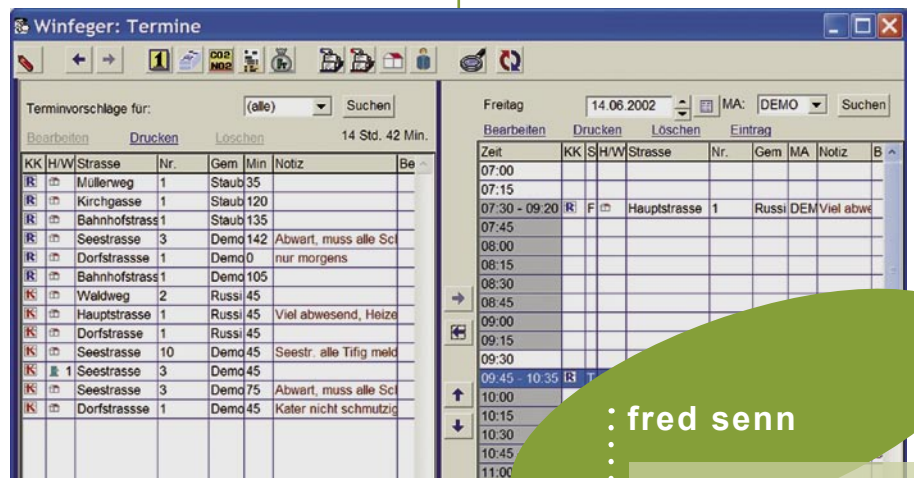 Winfeger: Termine
1 CO2 NO2
Terminvorschläge für: (alle) Suchen
Bearbeiten Drucken Löschen 14 Std. 42 Min.
KK H/W Strasse Nr. Gem Min Notiz Be
R Müllerweg 1 Staub 35
R Kirchgasse 1 Staub 120
R Bahnhofstrass 1 Staub 135
R Seestrasse 3 Demo 142 Abwart, muss alle Scl
R Dorfstrassse 1 Demo 0 nur morgens
R Bahnhofstrass 1 Demo 105
K Waldweg 2 Russi 45
K Hauptstrasse 1 Russi 45 Viel abwesend, Heize
K Dorfstrasse 1 Russi 45
K Seestrasse 10 Demo 45 Seestr. alle Tifig meld
K 1 Seestrasse 3 Demo 45
K Seestrasse 3 Demo 75 Abwart, muss alle Scl
K Dorfstrassse 1 Demo 45 Kater nicht schmutzig
Freitag 14.06.2002 MA: DEMO Suchen
Bearbeiten Drucken Löschen Eintrag
Zeit KK S H/W Strasse Nr. Gem MA Notiz B
07:00
07:15
07:30 - 09:20 R F Hauptstrasse 1 Russi DEM Viel abwe
07:45
08:00
08:15
08:30
08:45
09:00
09:15
09:30
09:45 - 10:35 R T
10:00
10:15
10:30
10:45
11:00
fred senn